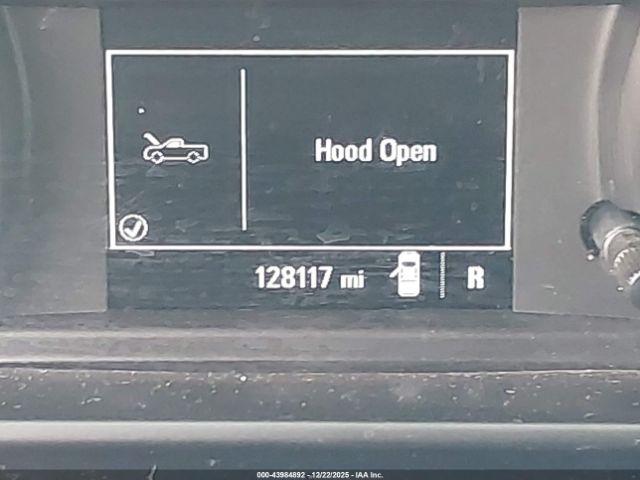 Hood Open
128117 mi R
000-43984892 - 12/22/2025 - IAA Inc.